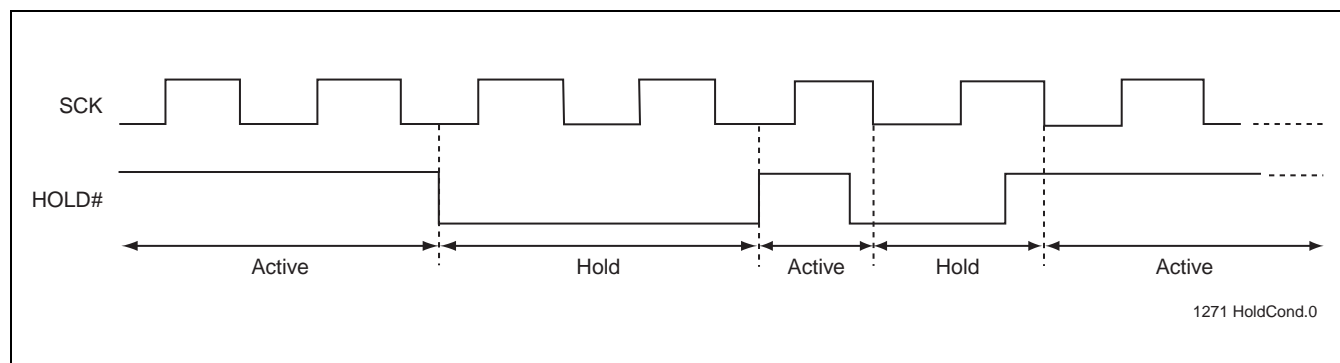 SCK
HOLD#
Active Hold Active Hold Active
1271 HoldCond.0